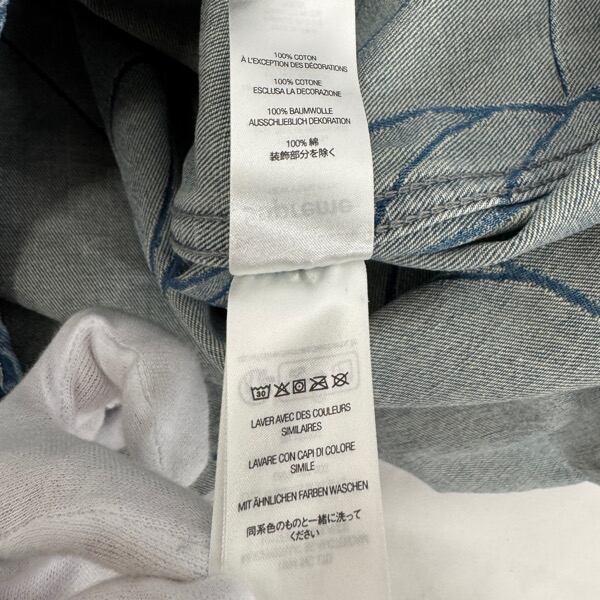 100% COTON
À L'EXCEPTION DES DÉCORATIONS
100% COTONE
ESCLUSA LA DECORAZIONE
100% BAUMWOLLE
AUSSCHLIEBLICH DEKORATION
100% 綿
装飾部分を除く
30
LAVER AVEC DES COULEURS
SIMILAIRES
LAVARE CON CAPI DI COLORE
SIMILE
MIT ÄHNLICHEN FARBEN WASCHEN
同系色のものと一緒に洗って
ください